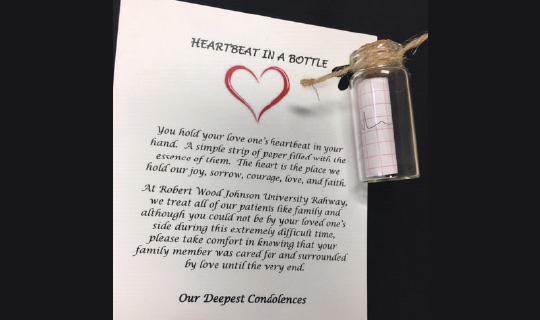 HEARTBEAT IN A BOTTLE
You hold your love one's heartbeat in your
hand. A simple strip of paper filled with the
essence of them. The heart is the place we
hold our joy, sorrow, courage, love, and faith.
At Robert Wood Johnson University Rahway,
we treat all of our patients like family and
although you could not be by your loved one's
side during this extremely difficult time,
please take comfort in knowing that your
family member was cared for and surrounded
by love until the very end.
Our Deepest Condolences